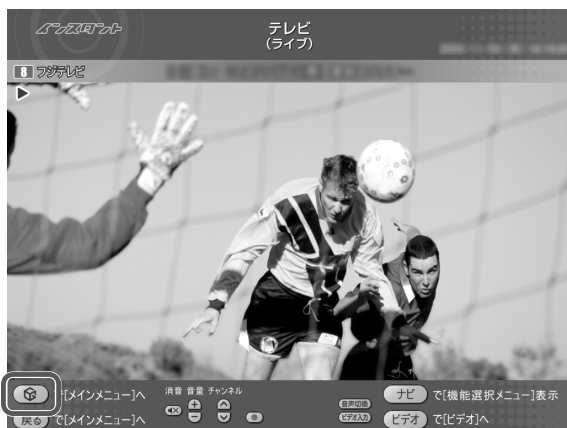 インスタント
テレビ
(ライブ)
8 フジテレビ
で[メインメニュー]へ
消音 音量 チャンネル
音声切換
ナビ で[機能選択メニュー]表示
戻る で[メインメニュー]へ
ビデオ入力
ビデオ で[ビデオ]へ